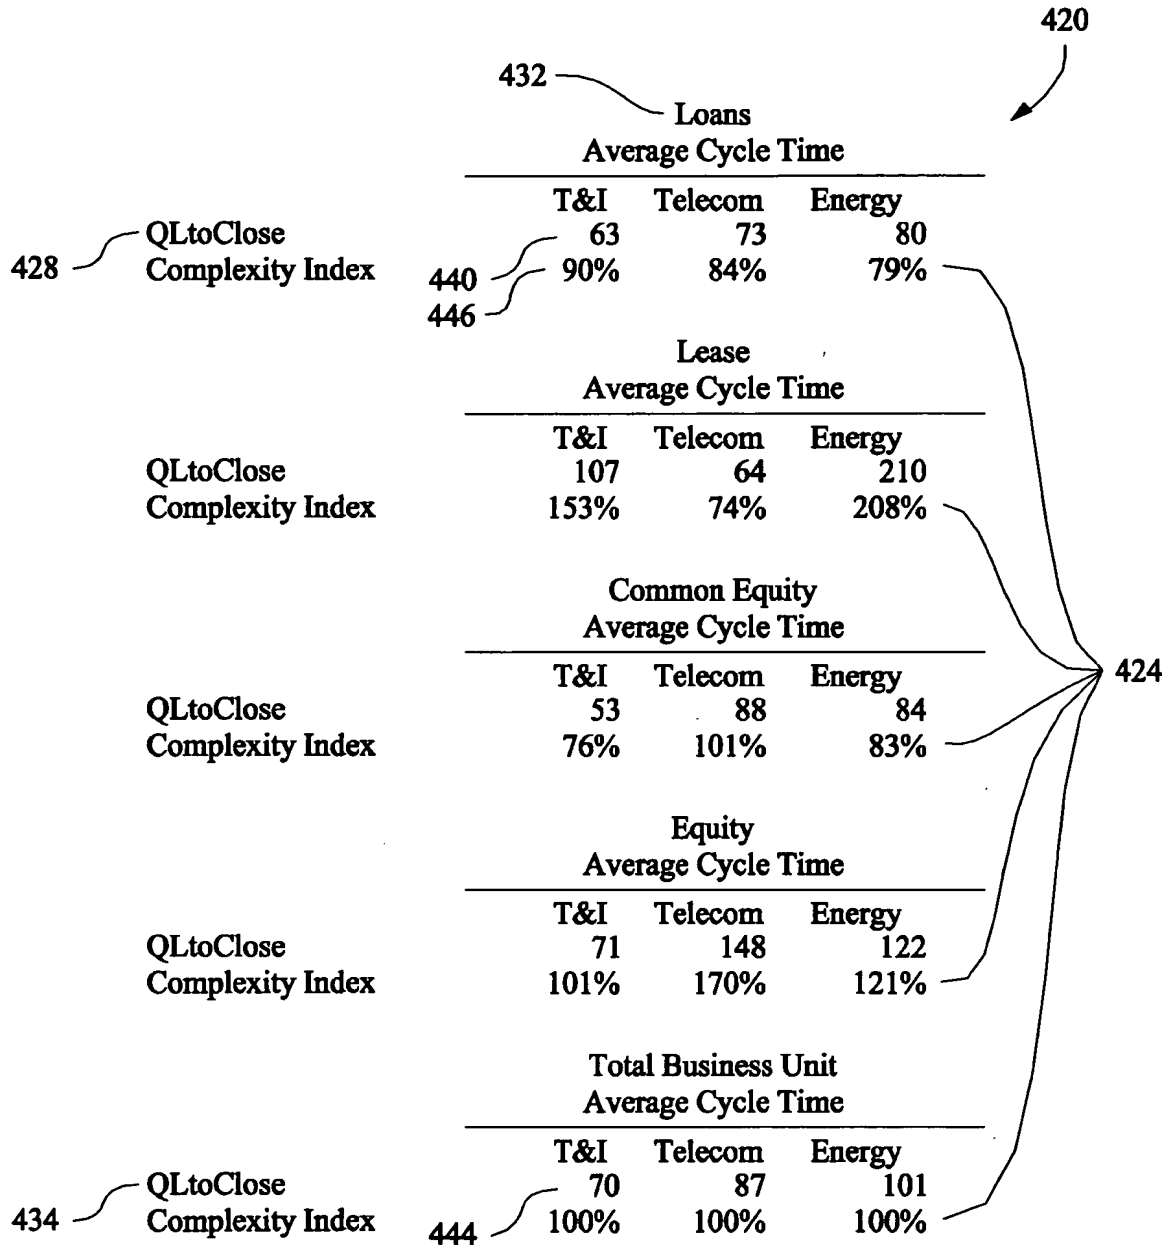 420
432
Loans
Average Cycle Time
T&I Telecom Energy
QLtoClose 63 73 80
428 Complexity Index 440 90% 84% 79%
446
Lease
Average Cycle Time
T&I Telecom Energy
QLtoClose 107 64 210
Complexity Index 153% 74% 208%
Common Equity
Average Cycle Time
T&I Telecom Energy 424
QLtoClose 53 88 84
Complexity Index 76% 101% 83%
Equity
Average Cycle Time
T&I Telecom Energy
QLtoClose 71 148 122
Complexity Index 101% 170% 121%
Total Business Unit
Average Cycle Time
T&I Telecom Energy
QLtoClose 70 87 101
434 Complexity Index 444 100% 100% 100%